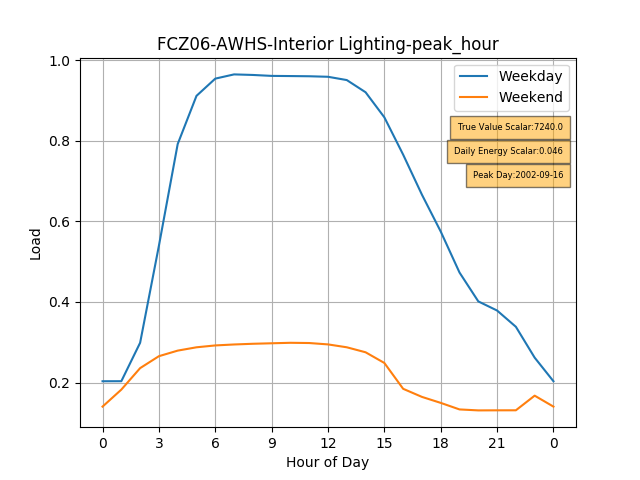 FCZ06-AWHS-Interior Lighting-peak_hour
Weekday
Weekend
True Value Scalar:7240.0
Daily Energy Scalar:0.046
Peak Day:2002-09-16
1.0
0.8
0.6
0.4
0.2
Load
0 3 6 9 12 15 18 21 0
Hour of Day